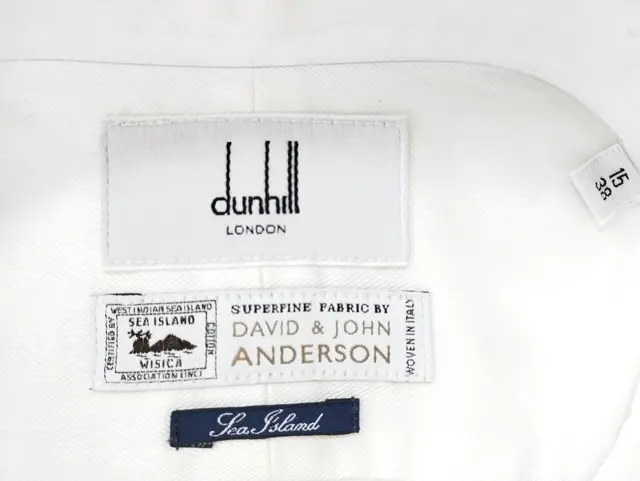 dunhill
LONDON
15
38
CERTIFIED BY
WEST INDIAN SEA ISLAND
COTTON
ASSOCIATION (INC)
SEA ISLAND
WISICA
SUPERFINE FABRIC BY
DAVID & JOHN
ANDERSON
WOVEN IN ITALY
Sea Island